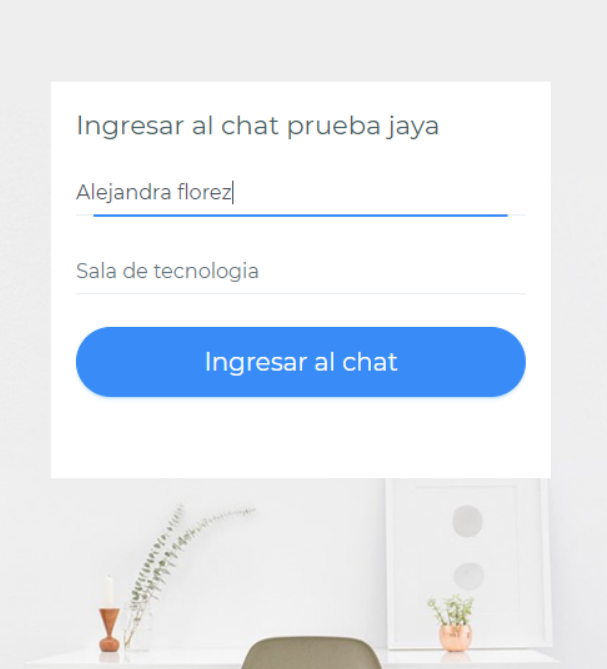 Ingresar al chat prueba jaya
Alejandra florez
Sala de tecnologia
Ingresar al chat